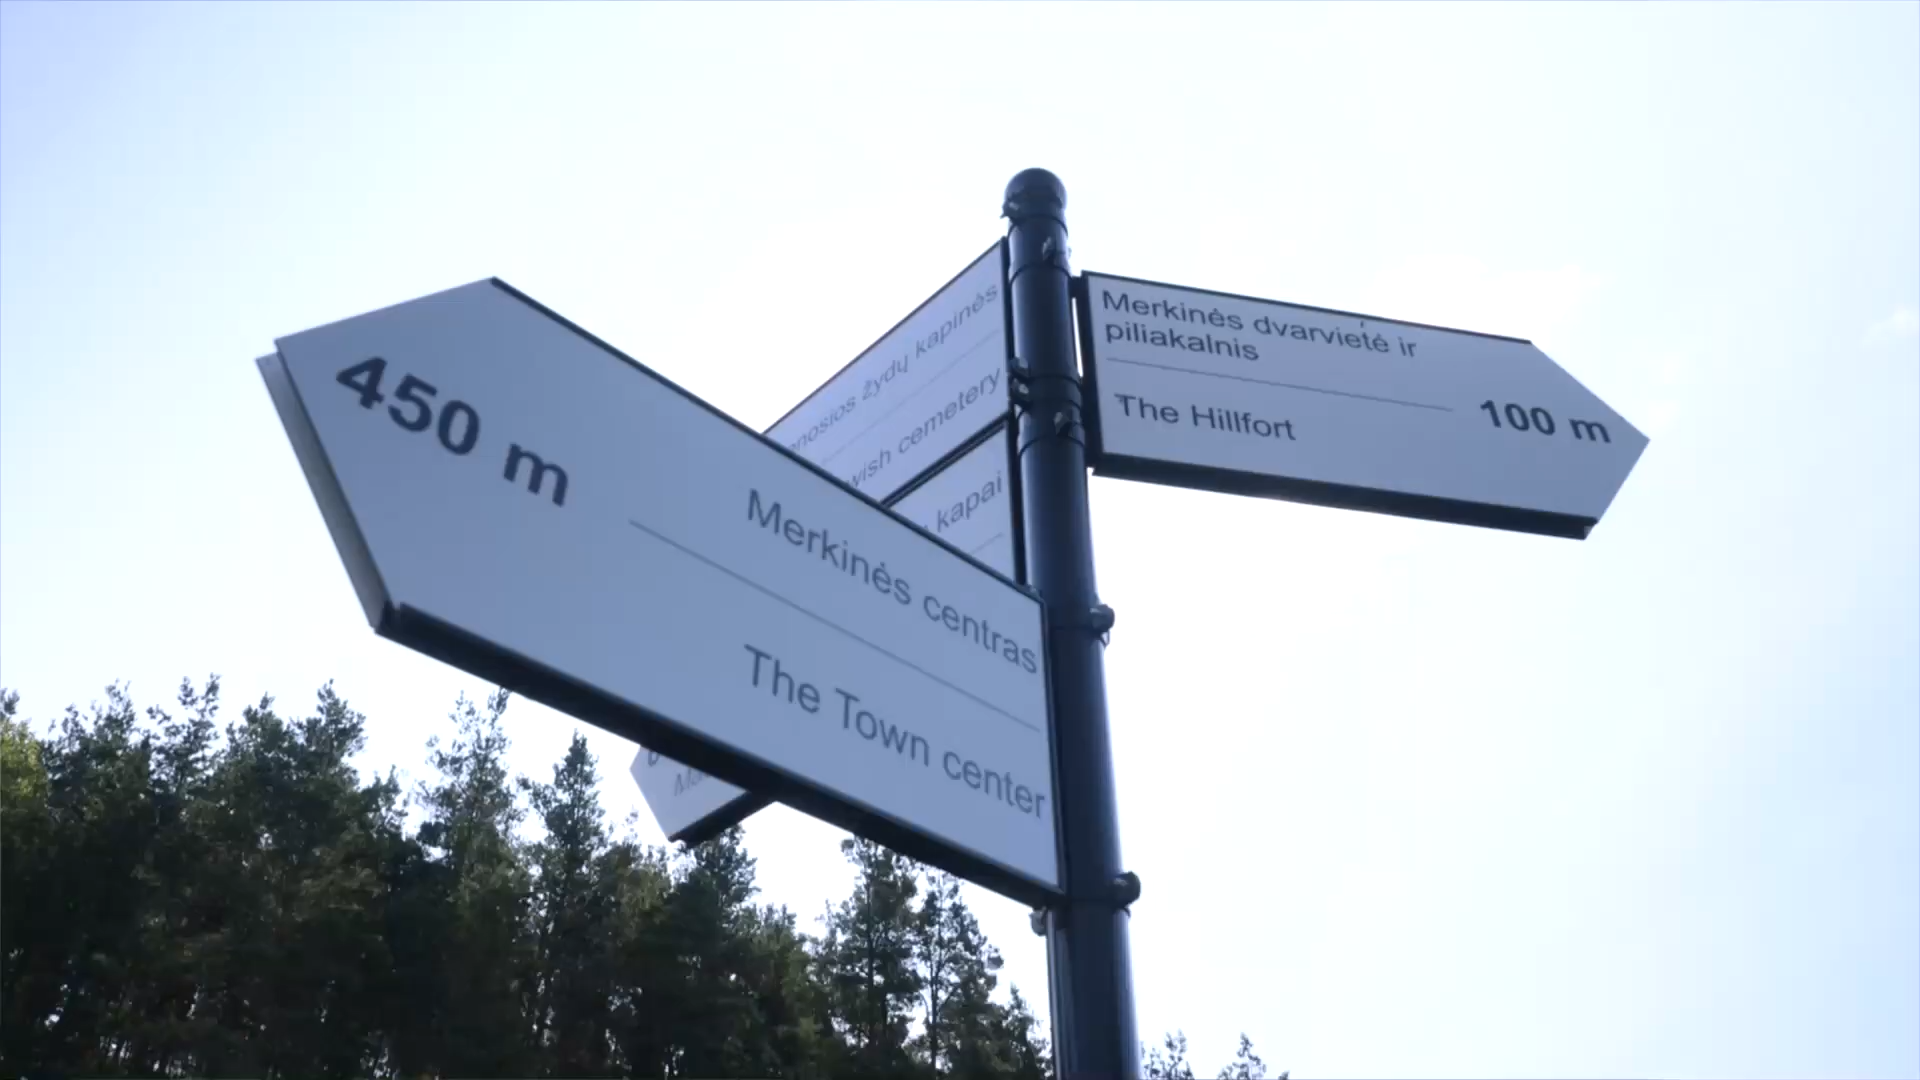 450 m
Merkinės centras
The Town center
žydų kapinės
cemetery
kapai
Merkinės dvarvietė ir
piliakalnis
The Hillfort
100 m